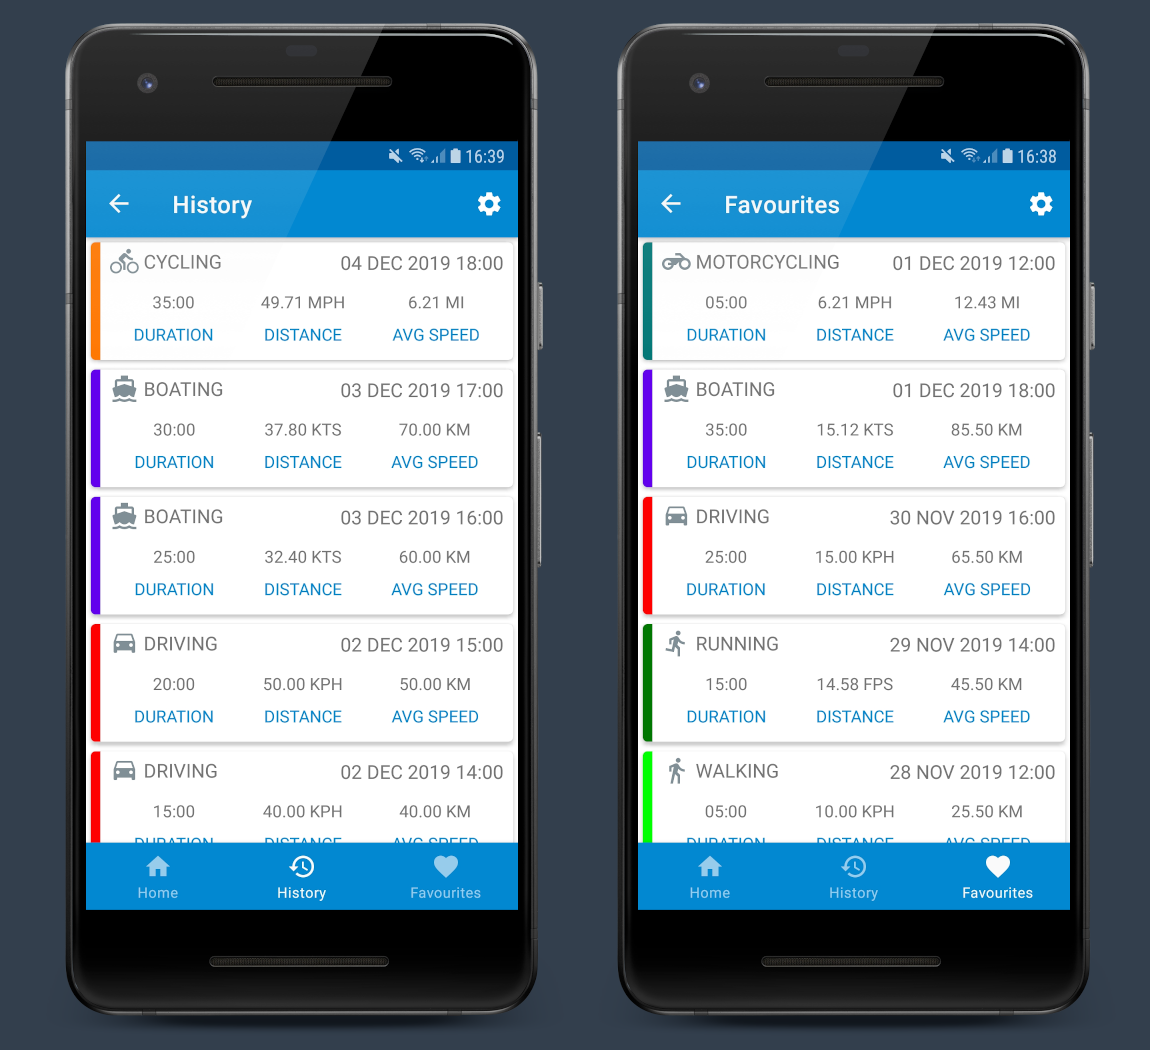 16:39
History
CYCLING 04 DEC 2019 18:00
35:00 49.71 MPH 6.21 MI
DURATION DISTANCE AVG SPEED
BOATING 03 DEC 2019 17:00
30:00 37.80 KTS 70.00 KM
DURATION DISTANCE AVG SPEED
BOATING 03 DEC 2019 16:00
25:00 32.40 KTS 60.00 KM
DURATION DISTANCE AVG SPEED
DRIVING 02 DEC 2019 15:00
20:00 50.00 KPH 50.00 KM
DURATION DISTANCE AVG SPEED
DRIVING 02 DEC 2019 14:00
15:00 40.00 KPH 40.00 KM
DURATION DISTANCE AVG SPEED
Home History Favourites
16:38
Favourites
MOTORCYCLING 01 DEC 2019 12:00
05:00 6.21 MPH 12.43 MI
DURATION DISTANCE AVG SPEED
BOATING 01 DEC 2019 18:00
35:00 15.12 KTS 85.50 KM
DURATION DISTANCE AVG SPEED
DRIVING 30 NOV 2019 16:00
25:00 15.00 KPH 65.50 KM
DURATION DISTANCE AVG SPEED
RUNNING 29 NOV 2019 14:00
15:00 14.58 FPS 45.50 KM
DURATION DISTANCE AVG SPEED
WALKING 28 NOV 2019 12:00
05:00 10.00 KPH 25.50 KM
DURATION DISTANCE AVG SPEED
Home History Favourites